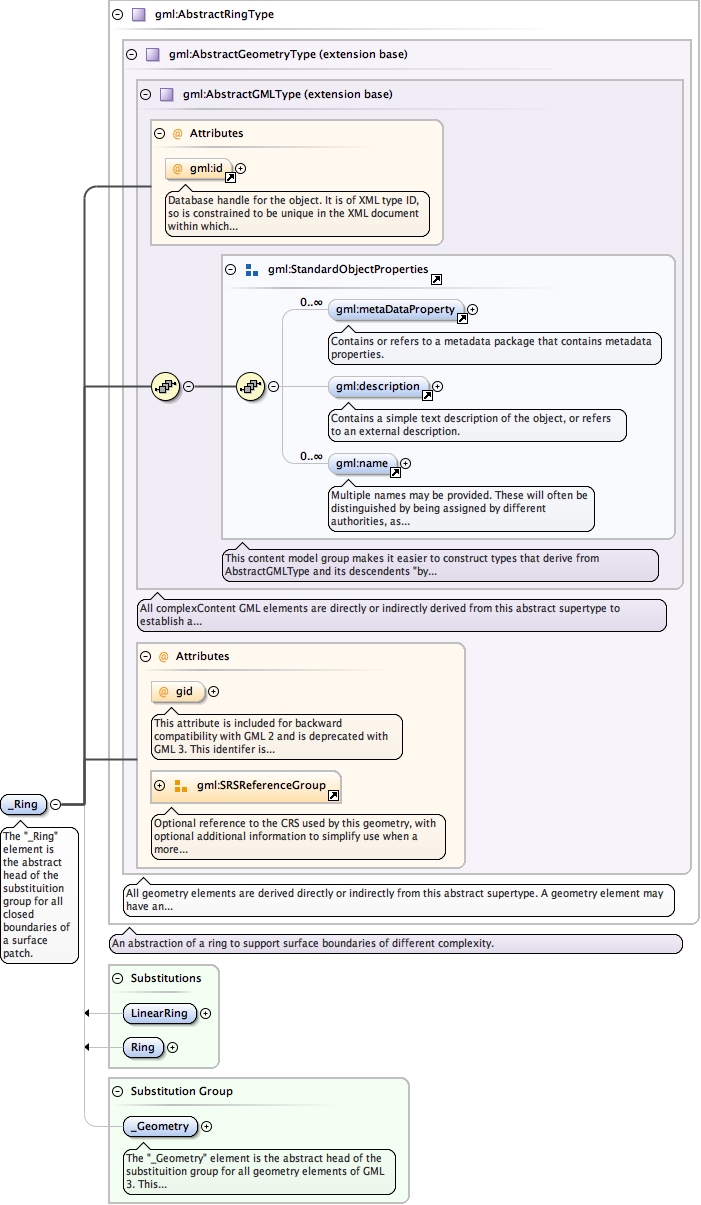 gml:AbstractRingType
gml:AbstractGeometryType (extension base)
gml:AbstractGMLType (extension base)
@ Attributes
@ gml:id
Database handle for the object. It is of XML type ID,
so is constrained to be unique in the XML document
within which...
gml:StandardObjectProperties
0..∞
gml:metaDataProperty
Contains or refers to a metadata package that contains metadata
properties.
gml:description
Contains a simple text description of the object, or refers
to an external description.
0..∞
gml:name
Multiple names may be provided. These will often be
distinguished by being assigned by different
authorities, as...
This content model group makes it easier to construct types that derive from
AbstractGMLType and its descendents "by...
All complexContent GML elements are directly or indirectly derived from this abstract supertype to
establish a...
@ Attributes
@ gid
This attribute is included for backward
compatibility with GML 2 and is deprecated with
GML 3. This identifer is...
gml:SRSReferenceGroup
Optional reference to the CRS used by this geometry, with
optional additional information to simplify use when a
more...
All geometry elements are derived directly or indirectly from this abstract supertype. A geometry element may
have an...
An abstraction of a ring to support surface boundaries of different complexity.
_Ring
The "_Ring"
element is
the abstract
head of the
substituition
group for all
closed
boundaries of
a surface
patch.
Substitutions
LinearRing
Ring
Substitution Group
_Geometry
The "_Geometry" element is the abstract head of the
substituition group for all geometry elements of GML
3. This...